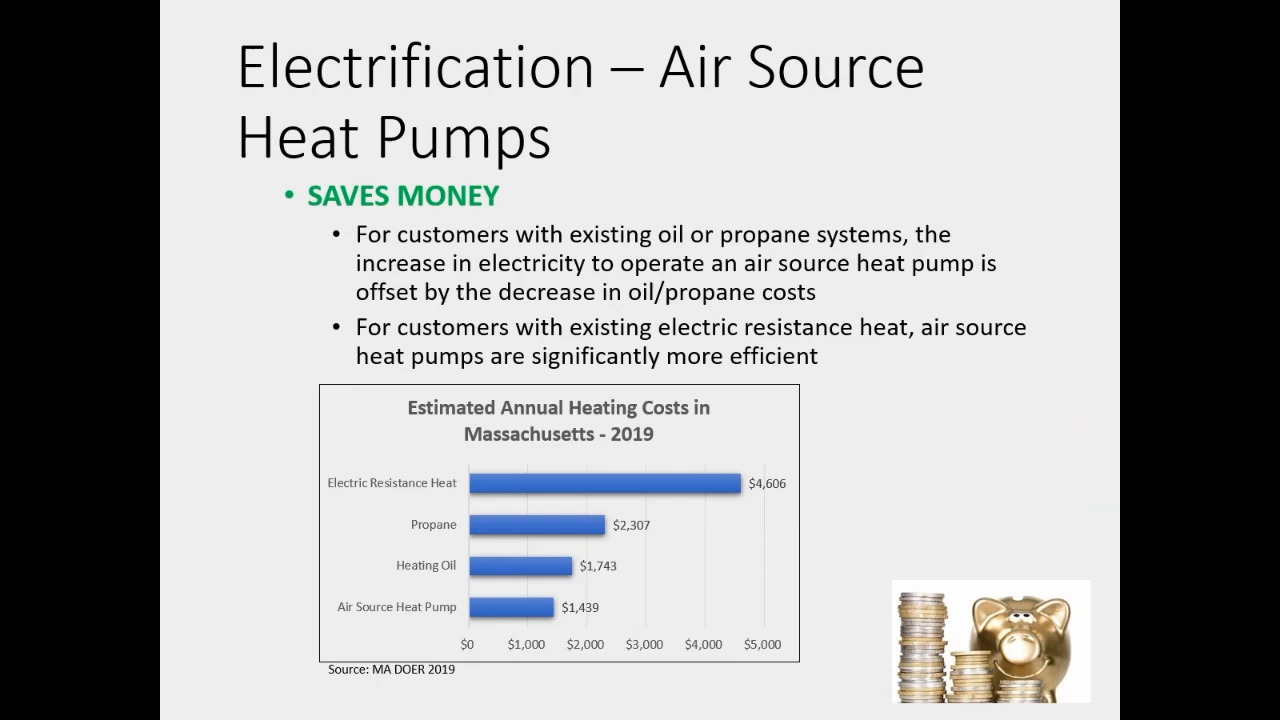 Electrification – Air Source
Heat Pumps
• SAVES MONEY
• For customers with existing oil or propane systems, the
increase in electricity to operate an air source heat pump is
offset by the decrease in oil/propane costs
• For customers with existing electric resistance heat, air source
heat pumps are significantly more efficient
Estimated Annual Heating Costs in
Massachusetts - 2019
Electric Resistance Heat $4,606
Propane $2,307
Heating Oil $1,743
Air Source Heat Pump $1,439
$0 $1,000 $2,000 $3,000 $4,000 $5,000
Source: MA DOER 2019